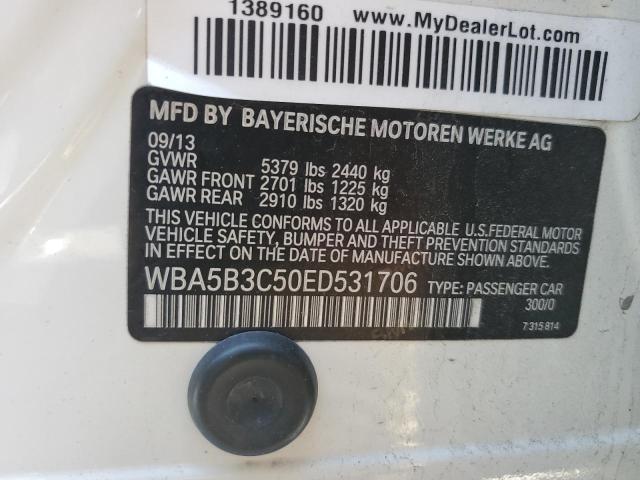 1389160 www.MyDealerLot.com
MFD BY BAYERISCHE MOTOREN WERKE AG
09/13
GVWR 5379 lbs 2440 kg
GAWR FRONT 2701 lbs 1225 kg
GAWR REAR 2910 lbs 1320 kg
THIS VEHICLE CONFORMS TO ALL APPLICABLE U.S.FEDERAL MOTOR
VEHICLE SAFETY, BUMPER AND THEFT PREVENTION STANDARDS
IN EFFECT ON THE DATE OF MANUFACTURE SHOWN ABOVE.
WBA5B3C50ED531706 TYPE: PASSENGER CAR
300/0
7 315 814